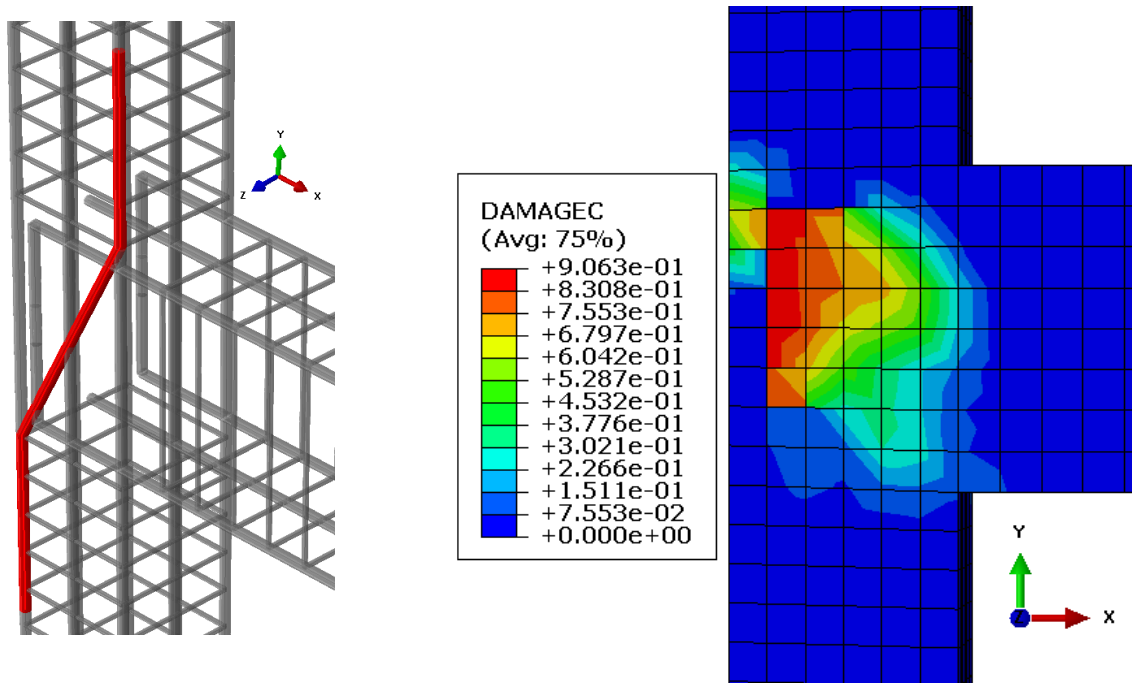 Y
Z
X
DAMAGEC
(Avg: 75%)
+9.063e-01
+8.308e-01
+7.553e-01
+6.797e-01
+6.042e-01
+5.287e-01
+4.532e-01
+3.776e-01
+3.021e-01
+2.266e-01
+1.511e-01
+7.553e-02
+0.000e+00
Y
Z
X